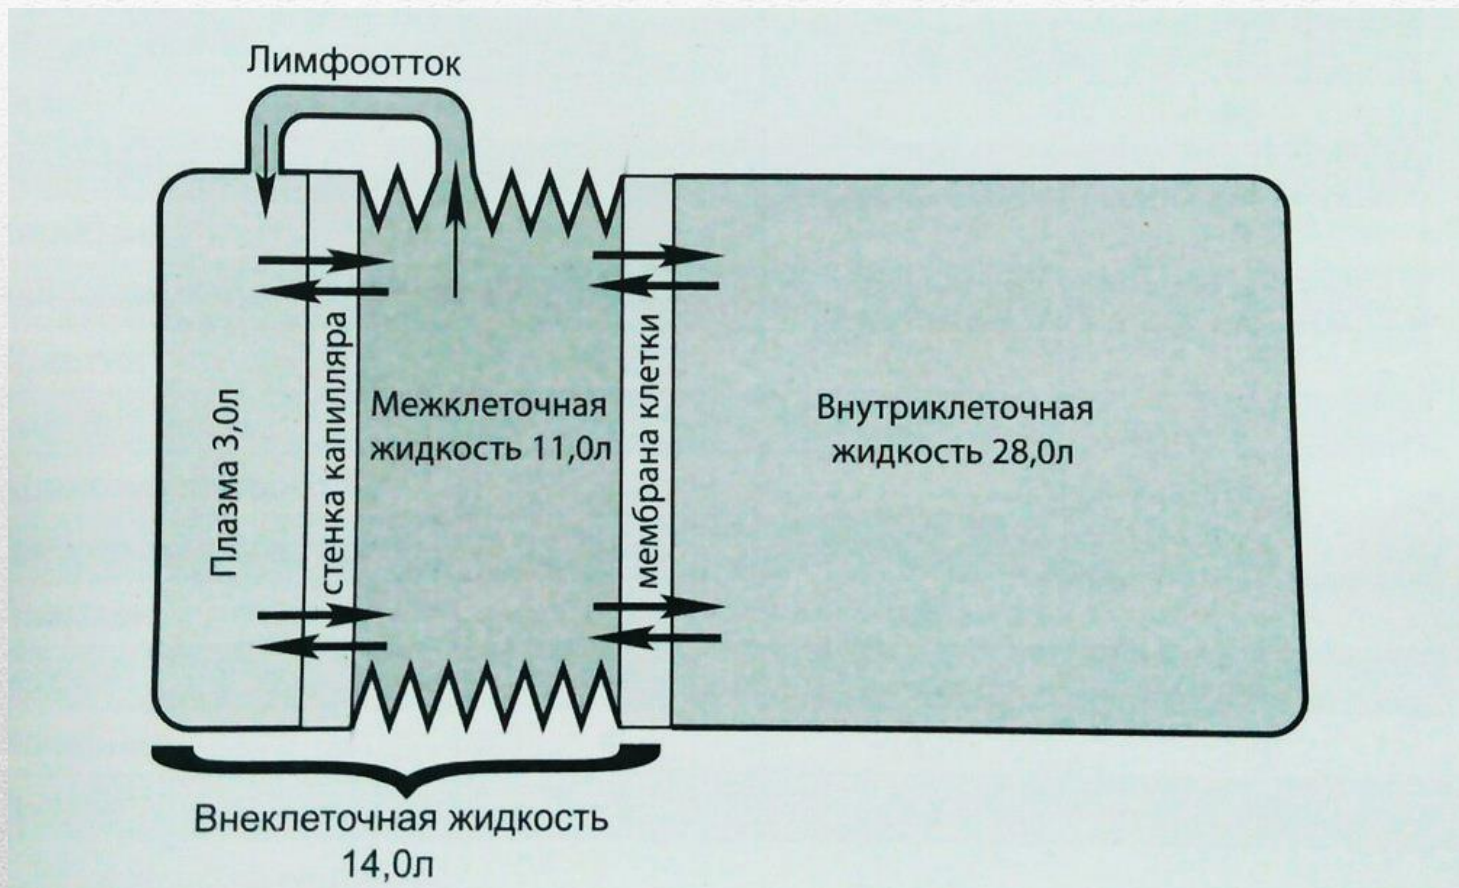 Лимфоотток
Плазма 3,0л
стенка капилляра
Межклеточная
жидкость 11,0л
мембрана клетки
Внутриклеточная
жидкость 28,0л
Внеклеточная жидкость
14,0л